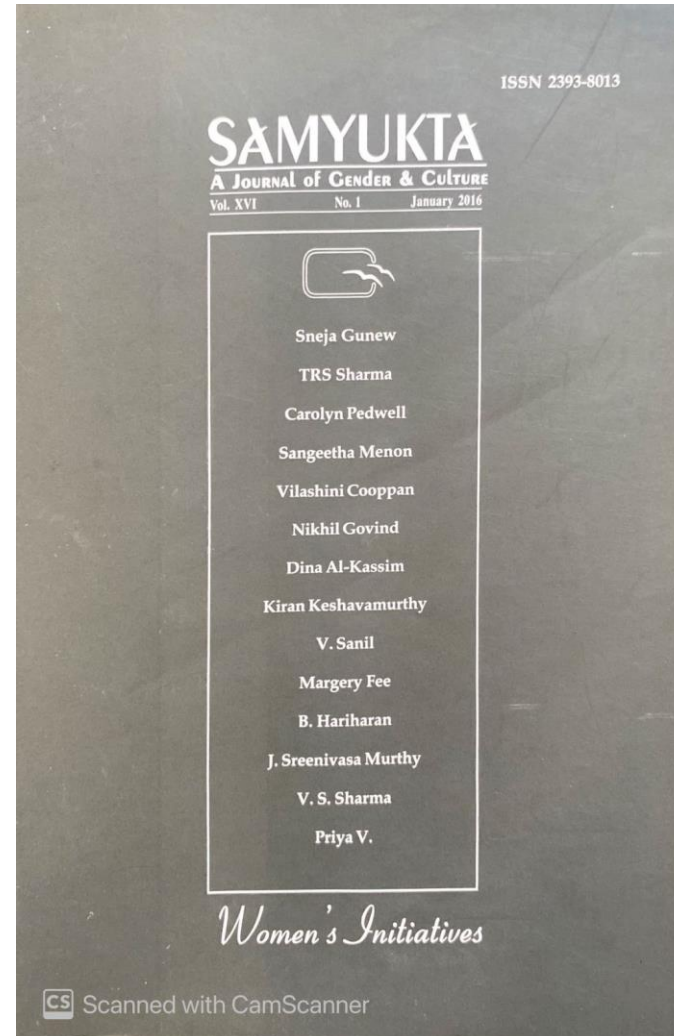 ISSN 2393-8013
SAMYUKTA
A JOURNAL of GENDER & CULTURE
Vol. XVI No. 1 January 2016
Sneja Gunew
TRS Sharma
Carolyn Pedwell
Sangeetha Menon
Vilashini Cooppan
Nikhil Govind
Dina Al-Kassim
Kiran Keshavamurthy
V. Sanil
Margery Fee
B. Hariharan
J. Sreenivasa Murthy
V. S. Sharma
Priya V.
Women's Initiatives
CS Scanned with CamScanner